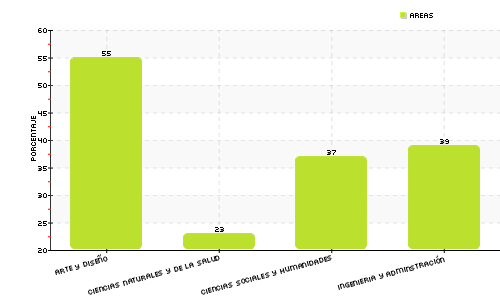 AREAS
60
55
50
45
40
35
30
25
20
PORCENTAJE
55
23
37
39
ARTE Y DISEÑO
CIENCIAS NATURALES Y DE LA SALUD
CIENCIAS SOCIALES Y HUMANIDADES
INGENIERIA Y ADMINSTRACIÓN